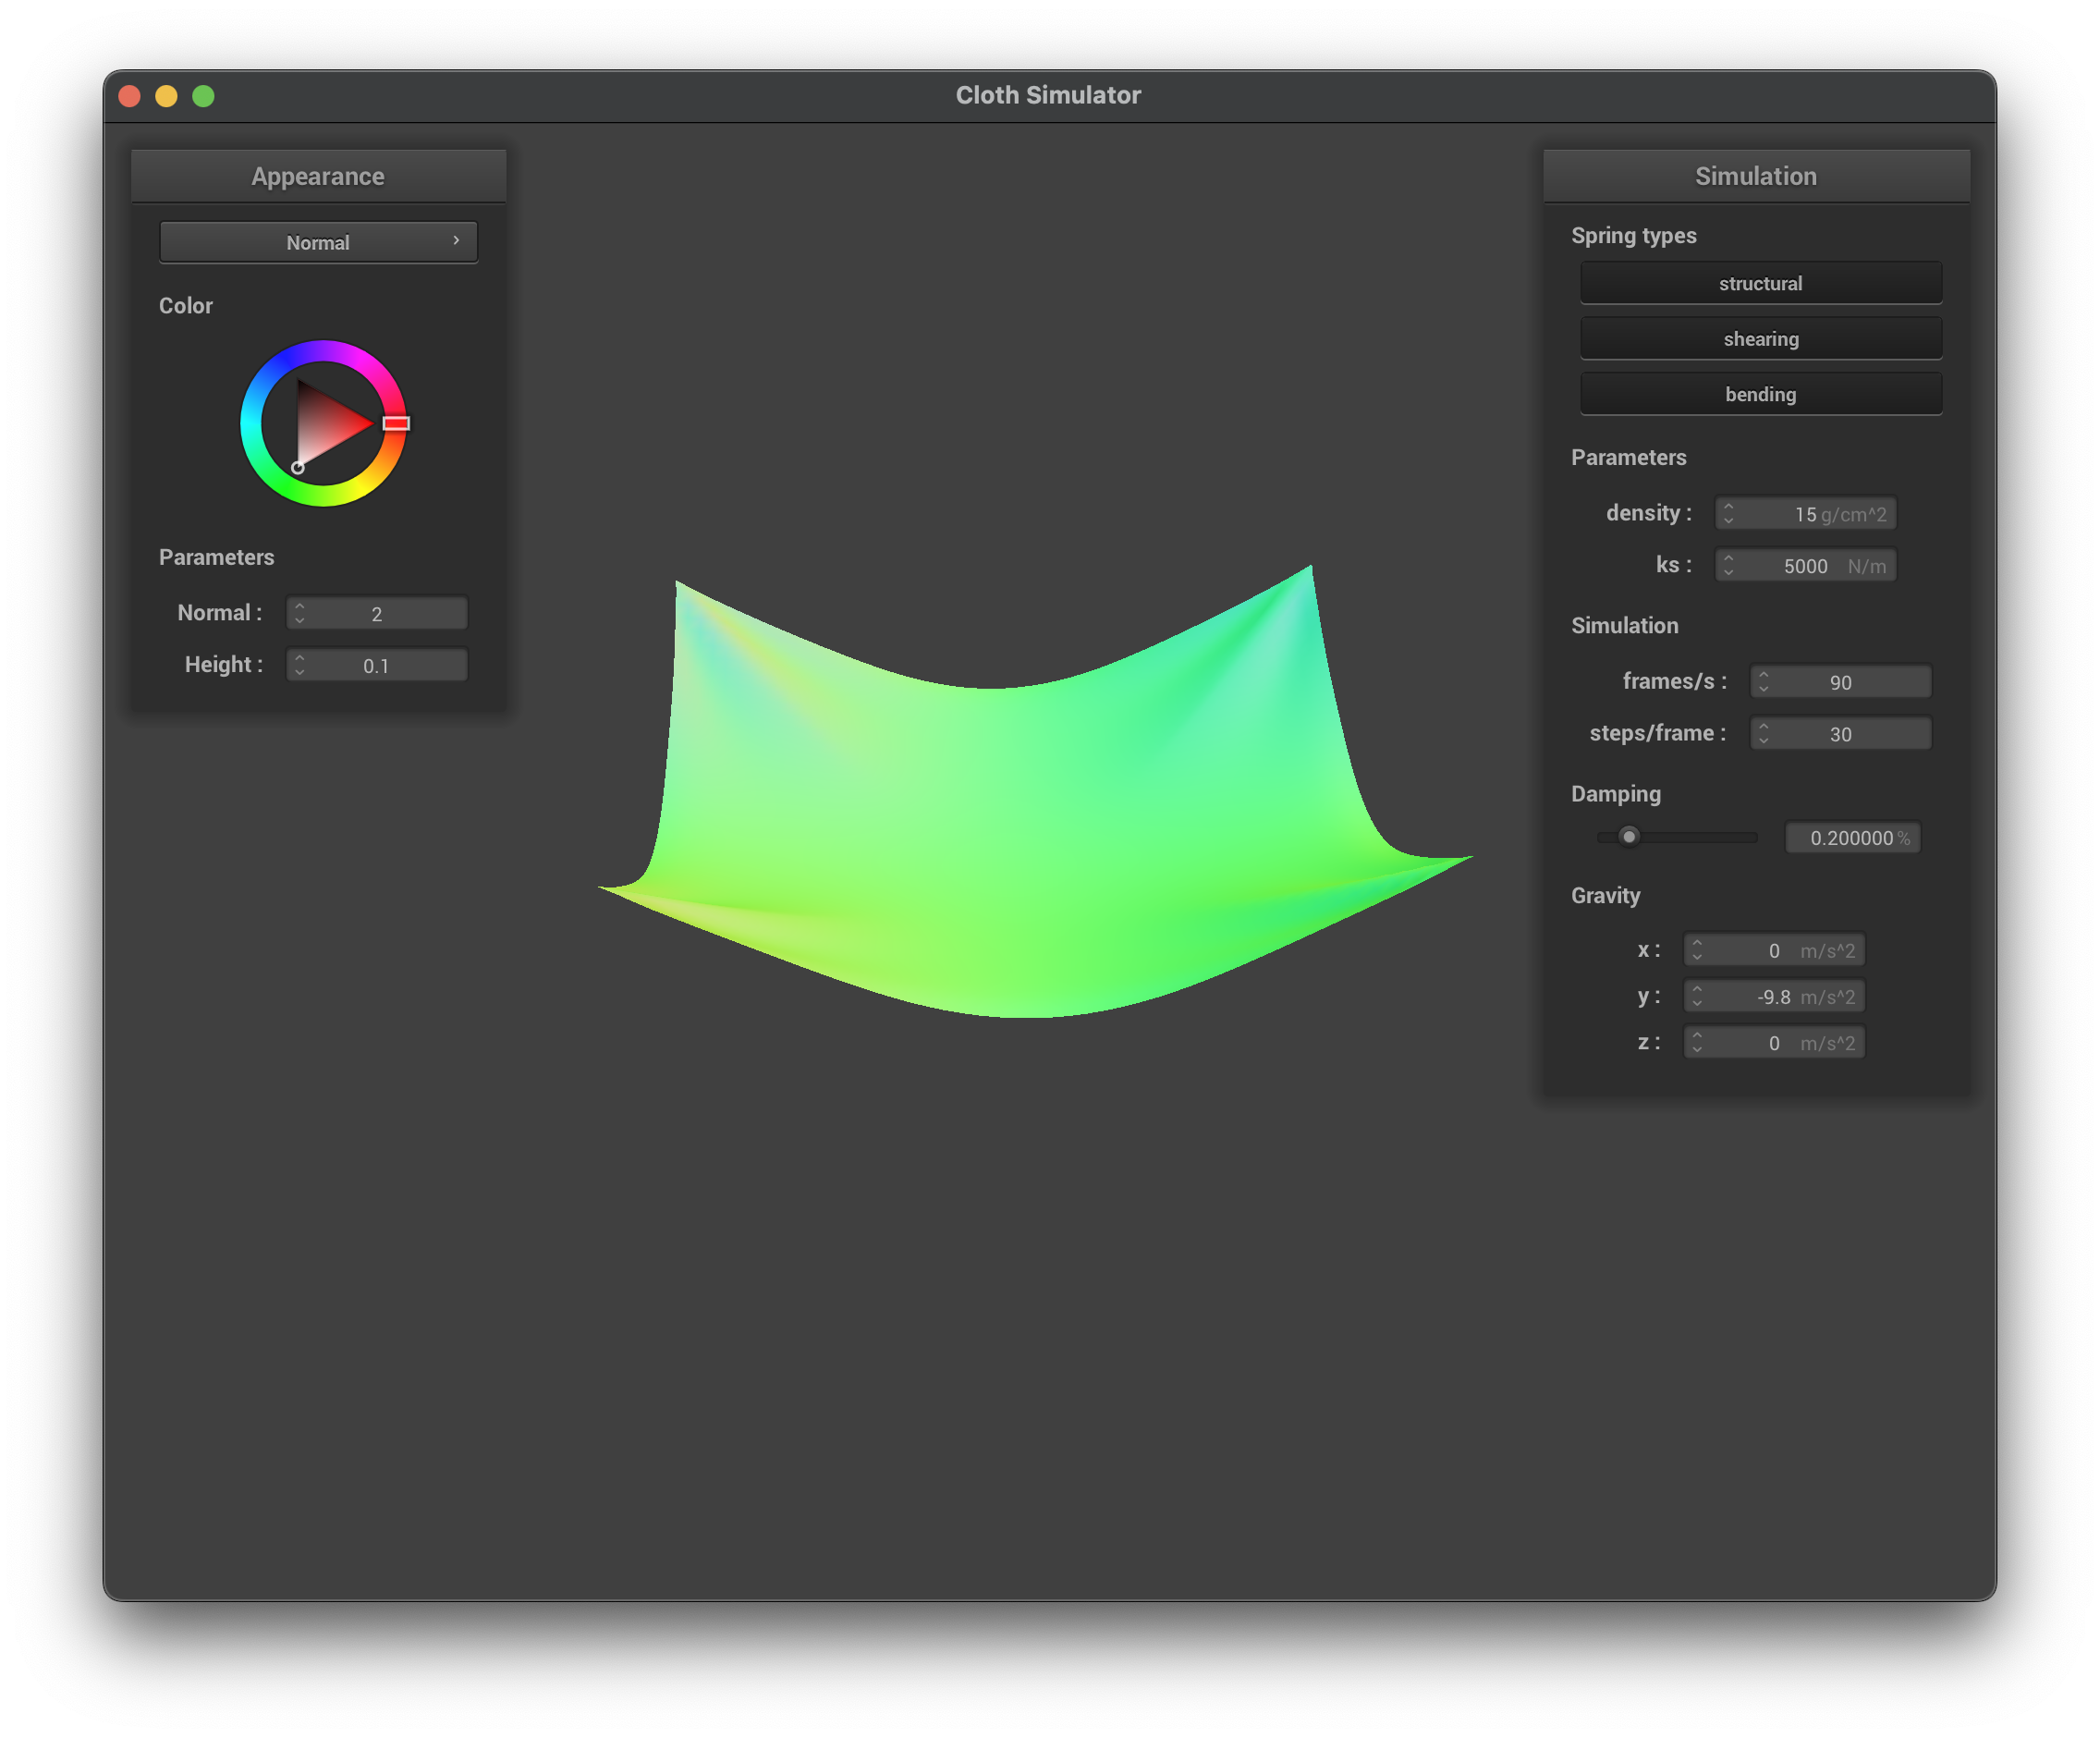 Cloth Simulator
Appearance
Normal
Color
Parameters
Normal : 2
Height : 0.1
Simulation
Spring types
structural
shearing
bending
Parameters
density : 15 g/cm^2
ks : 5000 N/m
Simulation
frames/s : 90
steps/frame : 30
Damping
0.200000 %
Gravity
x : 0 m/s^2
y : -9.8 m/s^2
z : 0 m/s^2